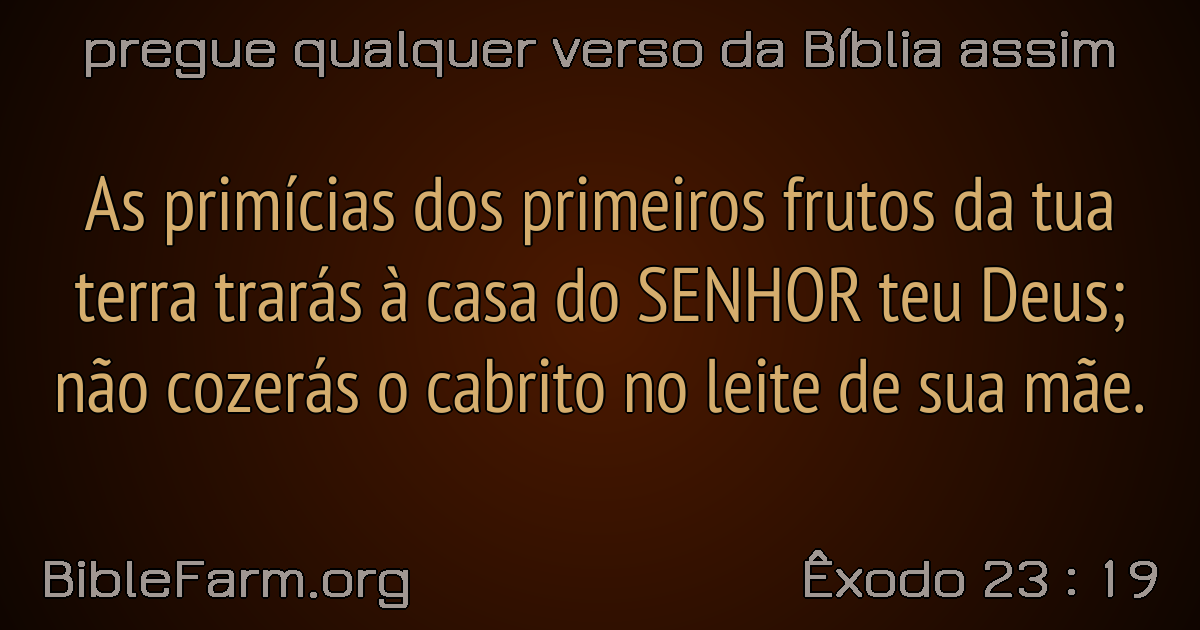 pregue qualquer verso da Bíblia assim
As primícias dos primeiros frutos da tua
terra trarás à casa do SENHOR teu Deus;
não cozerás o cabrito no leite de sua mãe.
BibleFarm.org
Êxodo 23 : 19